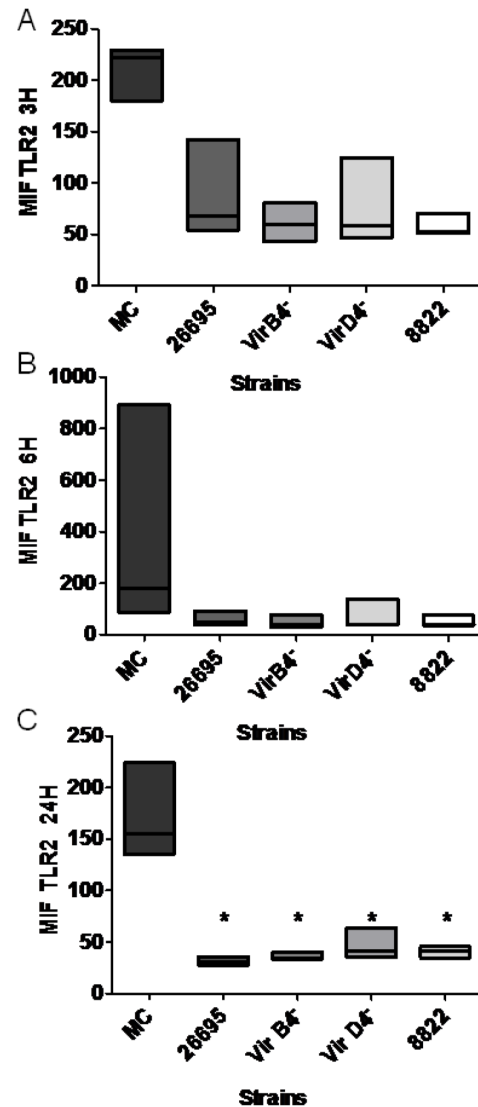 A
MIF TLR2 3H
250
200
150
100
50
0
MC
26695
VirB4-
VirD4-
8822
Strains
B
MIF TLR2 6H
1000
800
600
400
200
0
MC
26695
VirB4-
VirD4-
8822
Strains
C
MIF TLR2 24H
250
200
150
100
50
0
* * * *
MC
26695
Vir B4-
Vir D4-
8822
Strains